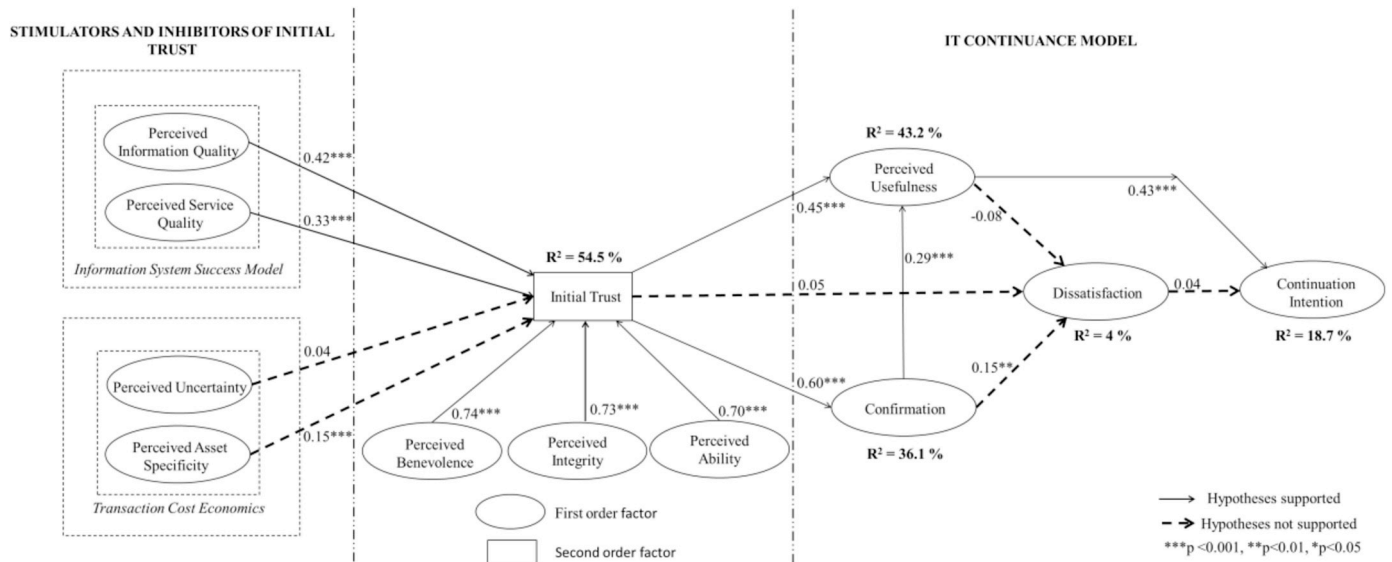 STIMULATORS AND INHIBITORS OF INITIAL
TRUST
Perceived
Information Quality
Perceived Service
Quality
Information System Success Model
0.42***
0.33***
Perceived Uncertainty
Perceived Asset
Specificity
Transaction Cost Economics
0.04
0.15***
R² = 54.5 %
Initial Trust
0.74***
0.73***
0.70***
Perceived
Benevolence
Perceived
Integrity
Perceived
Ability
First order factor
Second order factor
IT CONTINUANCE MODEL
R² = 43.2 %
Perceived
Usefulness
0.45***
-0.08
0.43***
0.29***
0.05
Dissatisfaction
R² = 4 %
0.04
Continuation
Intention
R² = 18.7 %
0.60***
0.15**
Confirmation
R² = 36.1 %
Hypotheses supported
Hypotheses not supported
***p <0.001, **p<0.01, *p<0.05